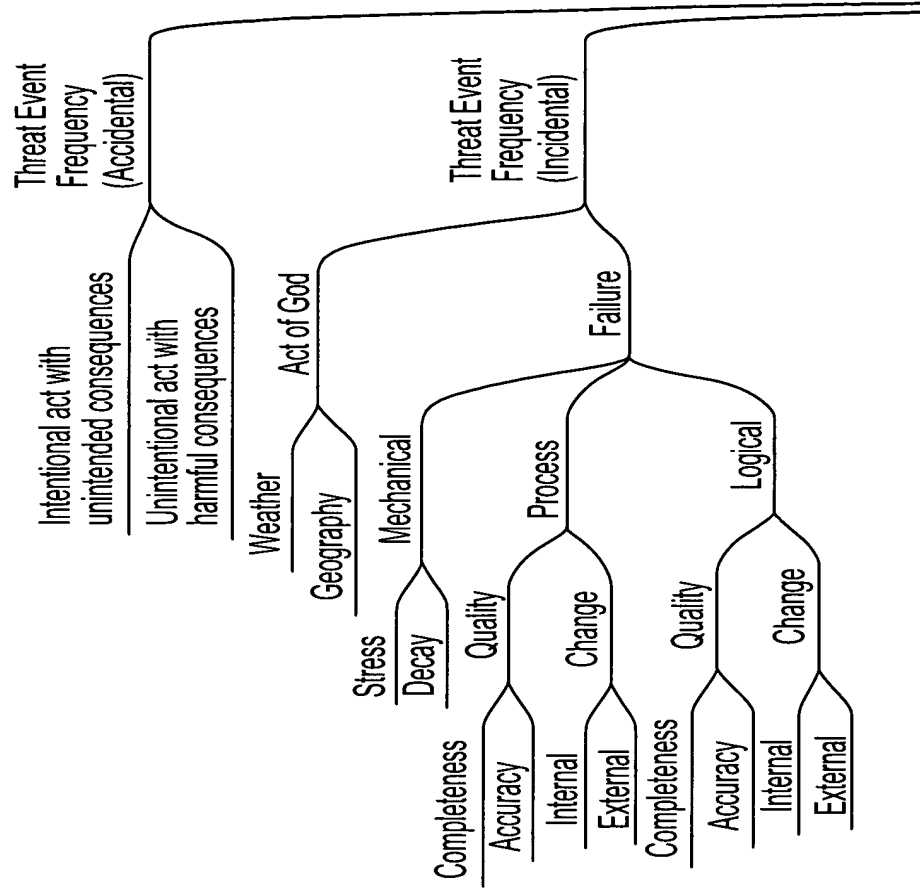 Threat Event
Frequency
(Accidental)
Intentional act with
unintended consequences
Unintentional act with
harmful consequences
Threat Event
Frequency
(Incidental)
Act of God
Weather
Geography
Failure
Mechanical
Stress
Decay
Process
Quality
Completeness
Accuracy
Change
Internal
External
Logical
Quality
Completeness
Accuracy
Change
Internal
External